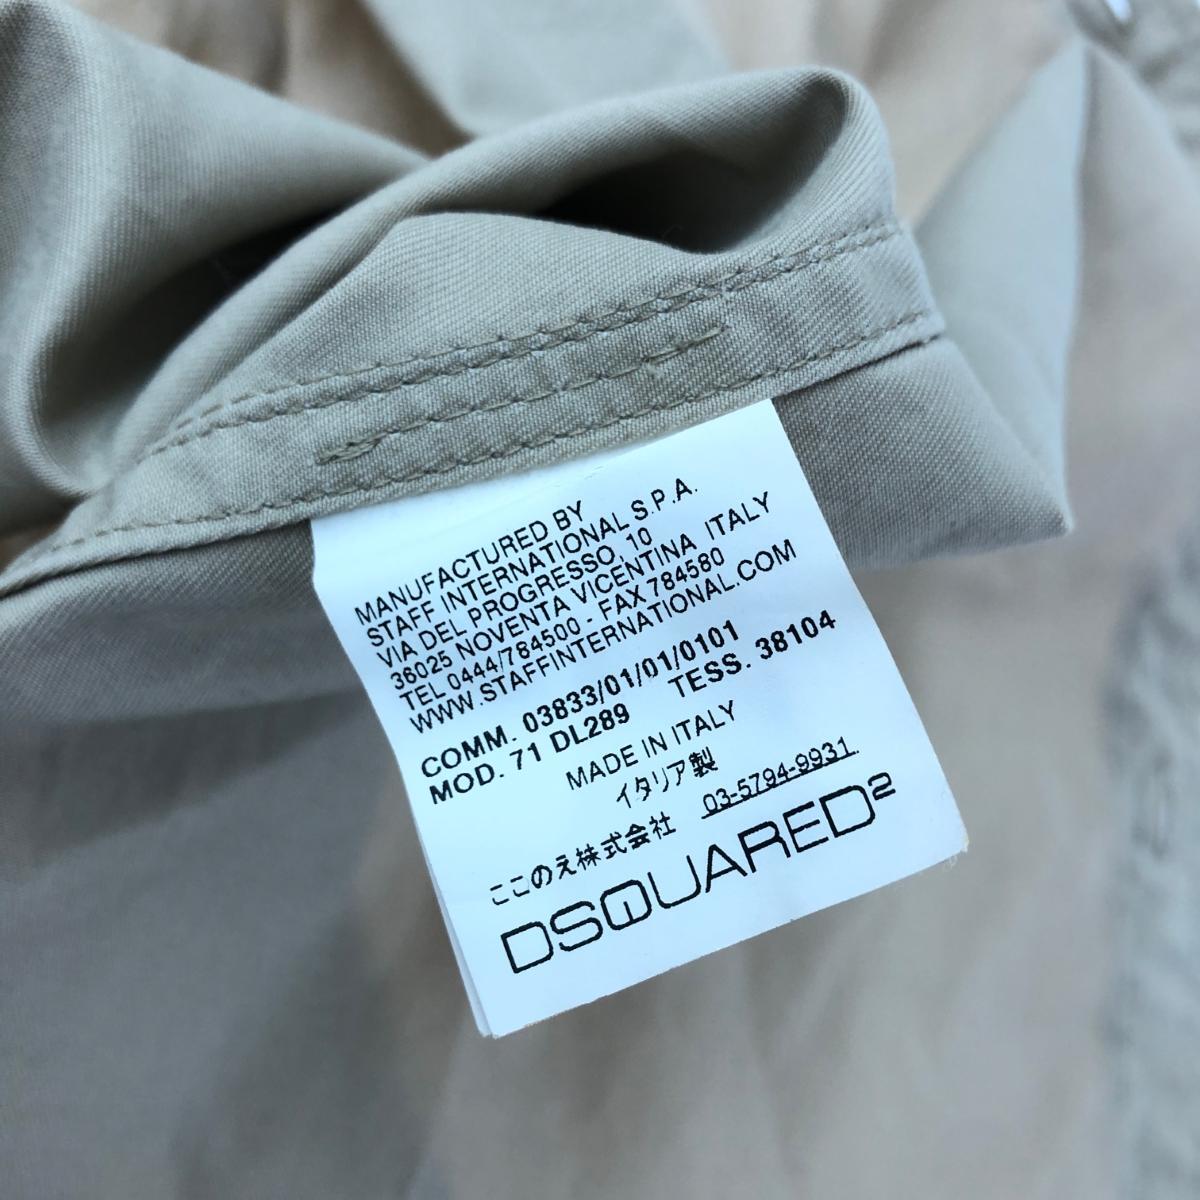 MANUFACTURED BY
STAFF INTERNATIONAL S.P.A.
VIA DEL PROGRESSO, 10
36025 NOVENTA VICENTINA ITALY
TEL 0444/784500 - FAX 784580
WWW.STAFFINTERNATIONAL.COM
COMM. 03833/01/01/0101
MOD. 71 DL289 TESS. 38104
MADE IN ITALY
イタリア製
ここのえ株式会社 03-5794-9931.
DSQUARED²